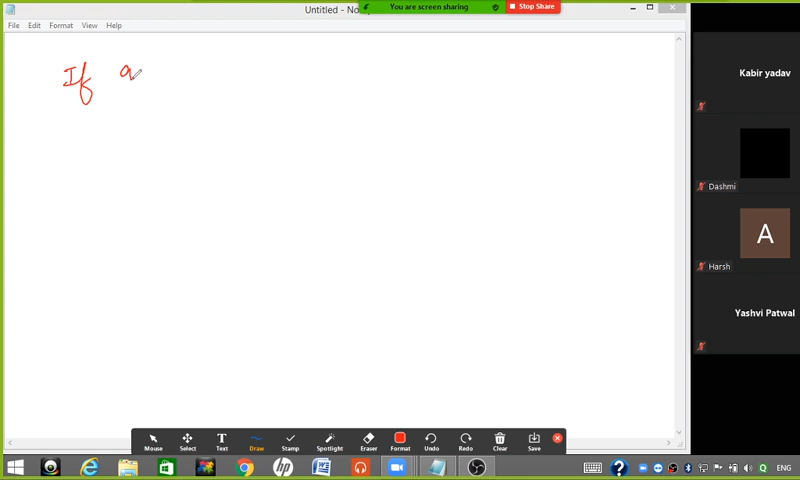 Untitled - No
You are screen sharing
Stop Share
File Edit Format View Help
If a
Kabir yadav
Dashmi
A
Harsh
Yashvi Patwal
Mouse Select Text Draw Stamp Spotlight Eraser Format Undo Redo Clear Save
hp
ENG